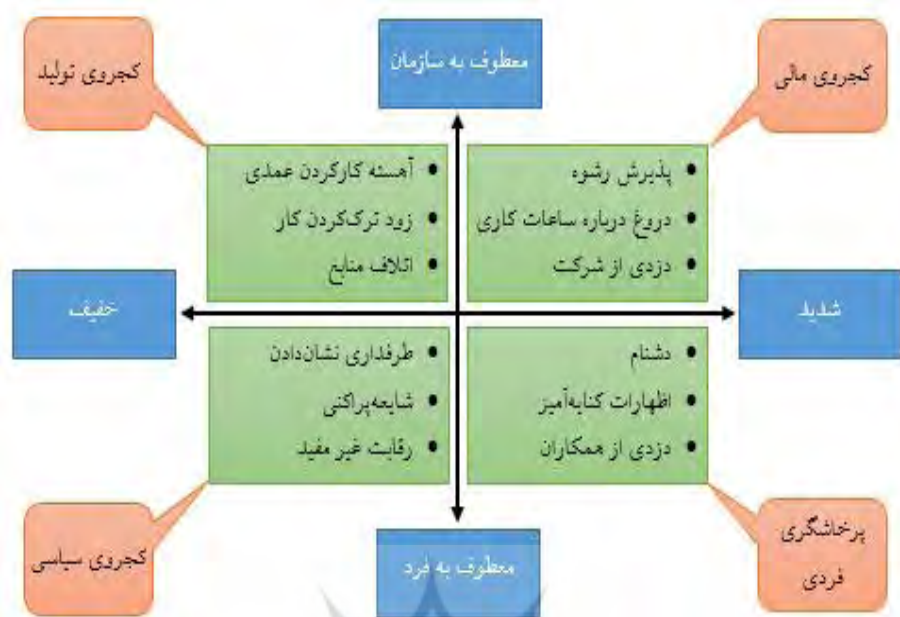 معطوف به سازمان
کجروی مالی
کجروی تولید
• پذیرش رشوه
• دروغ درباره ساعات کاری
• دزدی از شرکت
• آهسته کارکردن عمدی
• زود ترک‌کردن کار
• اتلاف منابع
شدید
خفیف
• دشنام
• اظهارات کنایه‌آمیز
• دزدی از همکاران
• طرفداری نشان‌دادن
• شایعه‌پراکنی
• رقابت غیر مفید
پرخاشگری
فردی
کجروی سیاسی
معطوف به فرد